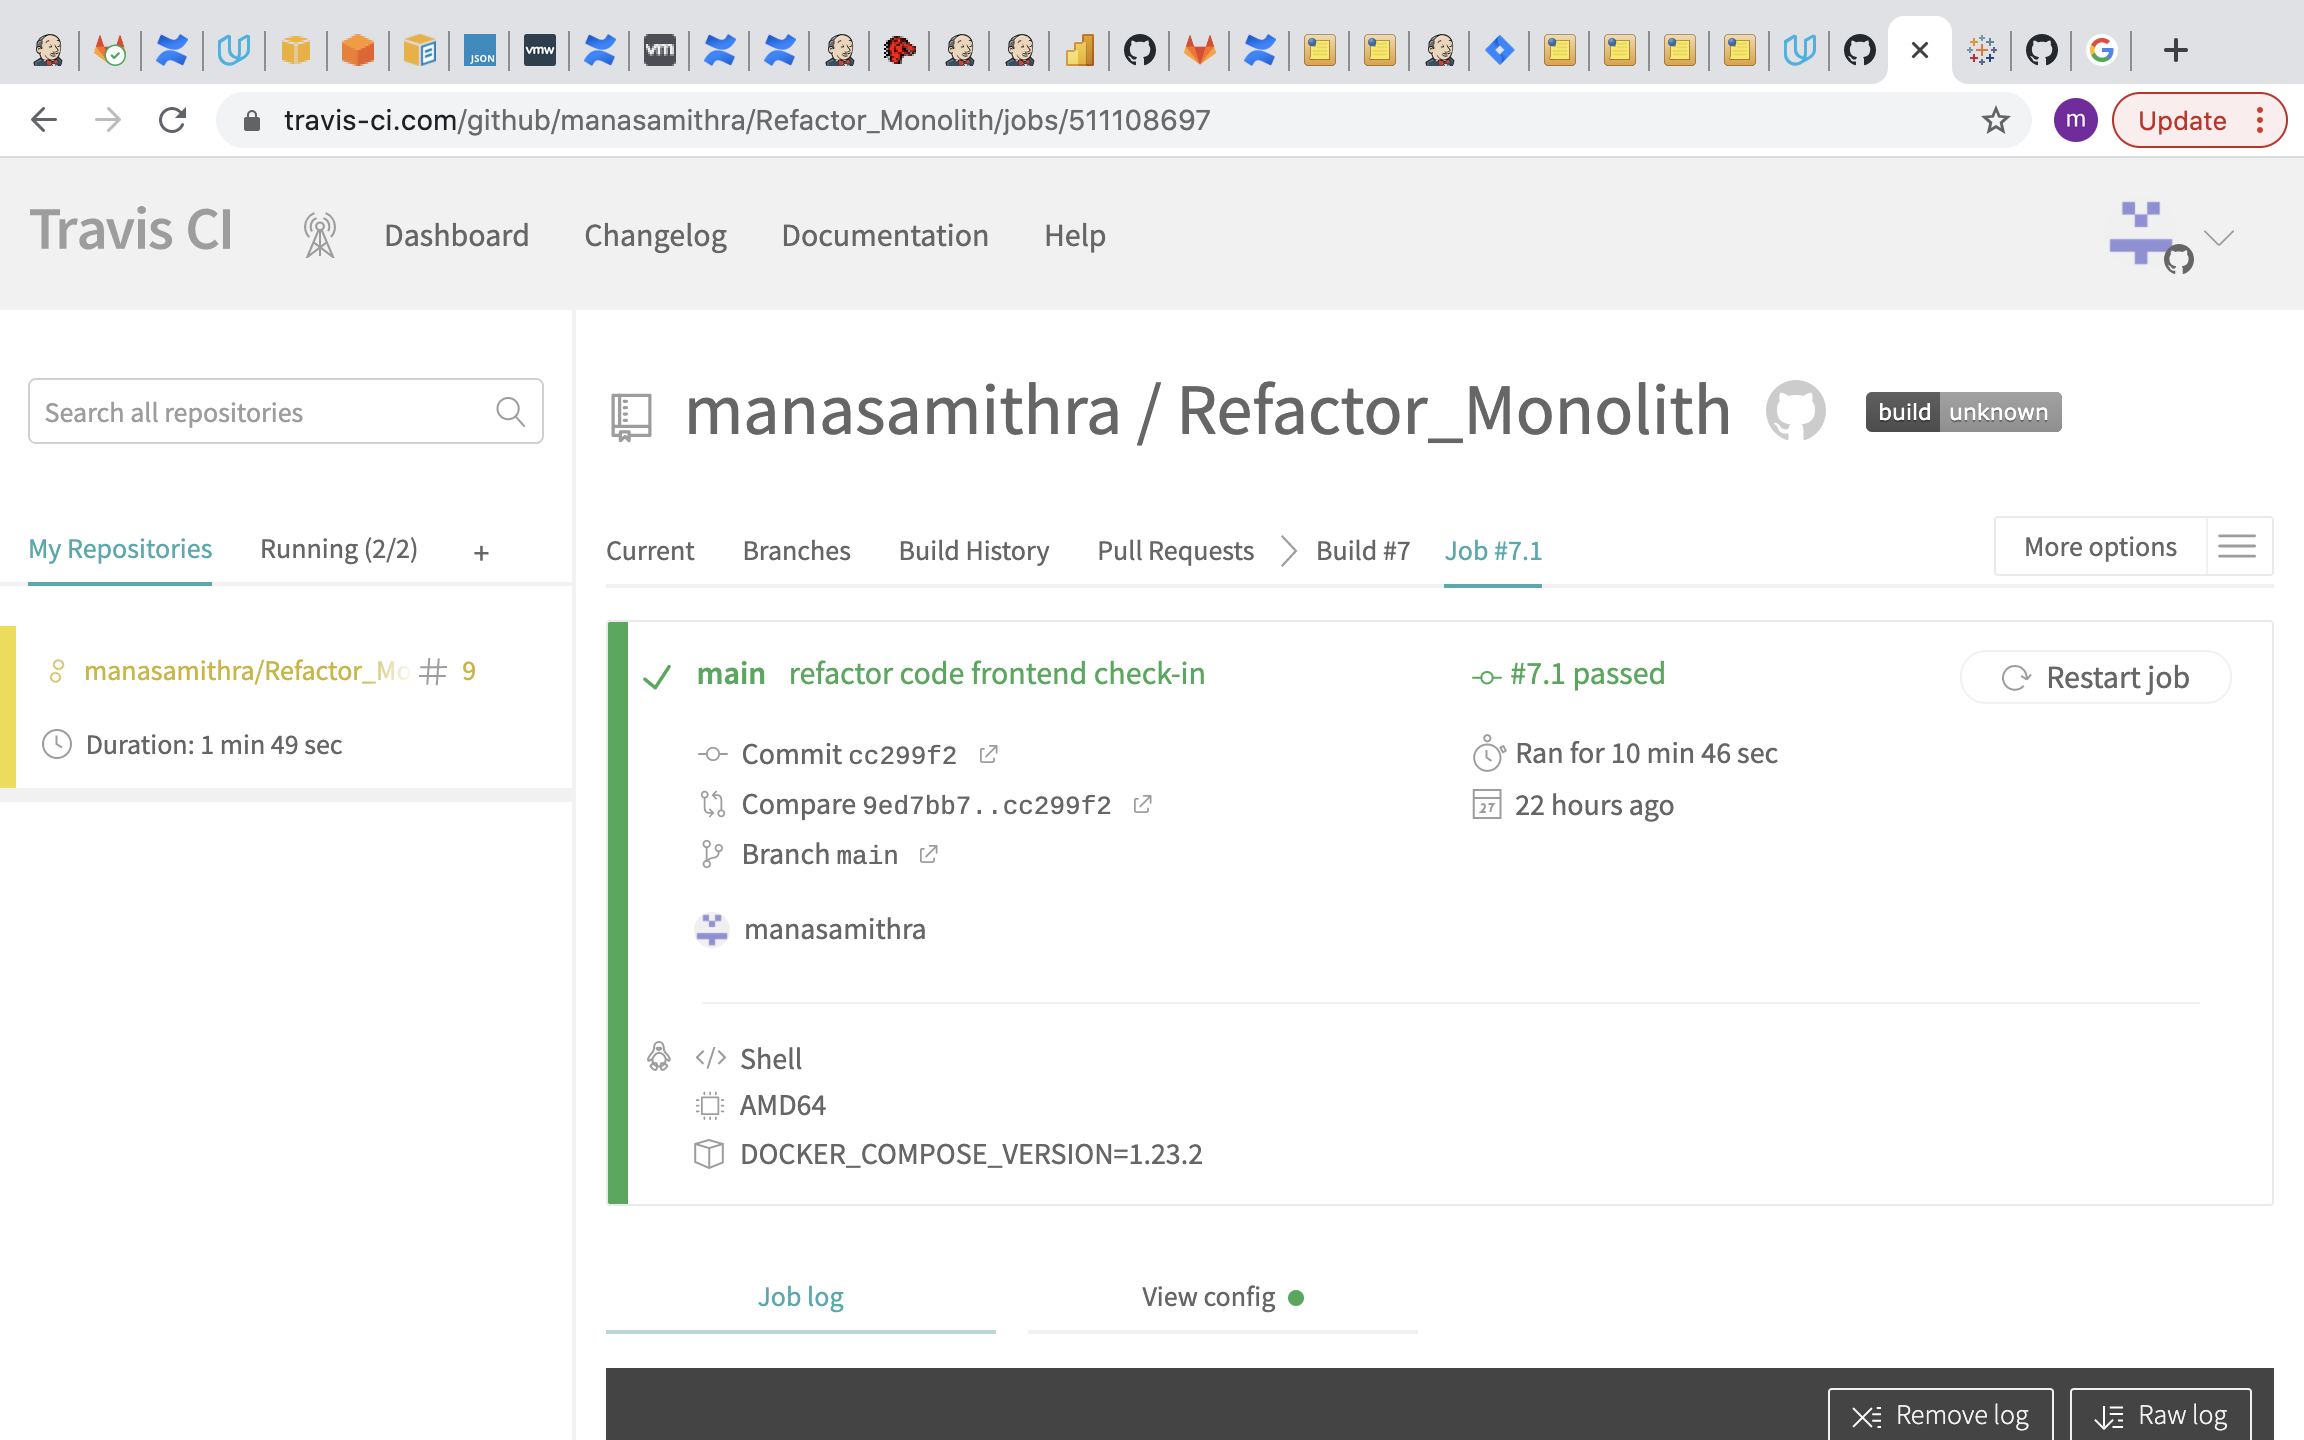 JSON
vmw
vm
travis-ci.com/github/manasamithra/Refactor_Monolith/jobs/511108697
m
Update
Travis CI
Dashboard
Changelog
Documentation
Help
Search all repositories
My Repositories
Running (2/2)
+
manasamithra/Refactor_Mo
# 9
Duration: 1 min 49 sec
manasamithra / Refactor_Monolith
build unknown
Current
Branches
Build History
Pull Requests
Build #7
Job #7.1
More options
main refactor code frontend check-in
#7.1 passed
Restart job
Commit cc299f2
Ran for 10 min 46 sec
Compare 9ed7bb7..cc299f2
27
22 hours ago
Branch main
manasamithra
</> Shell
AMD64
DOCKER_COMPOSE_VERSION=1.23.2
Job log
View config
Remove log
Raw log